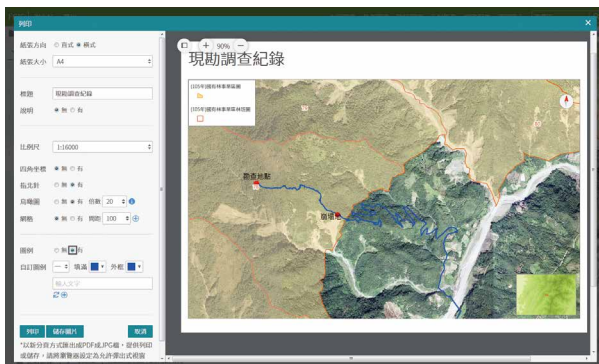 列印
紙張方向 直式 橫式
紙張大小 A4
標題 現勘調查紀錄
說明 無 有
比例尺 1:16000
四角坐標 無 有
指北針 無 有
鳥瞰圖 無 有 倍數 20
網格 無 有 間距 100
圖例 無 有
自訂圖例 一 填滿 外框
輸入文字
列印 儲存圖片 取消
*以新分頁方式匯出成PDF或JPG檔，提供列印
或儲存，請將瀏覽器設定為允許彈出式視窗
90%
現勘調查紀錄
[105年]國有林事業區圖
[105年]國有林事業區林班圖
勘查地點
崩塌地